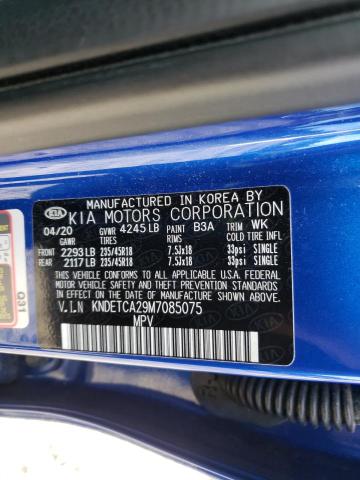 MANUFACTURED IN KOREA BY
KIA KIA MOTORS CORPORATION
04/20 GVWR 4245 LB PAINT B3A TRIM WK
GAWR TIRES RIMS COLD TIRE INFL
FRONT 2293 LB 235/45R18 7.5Jx18 33psi SINGLE
REAR 2117 LB 235/45R18 7.5Jx18 33psi SINGLE
THIS VEHICLE CONFORMS TO ALL APPLICABLE U.S.A. FEDERAL
MOTOR VEHICLE SAFETY, BUMPER, AND THEFT PREVENTION
STANDARDS IN EFFECT ON THE DATE OF MANUFACTURE SHOWN ABOVE.
V.I.N KNDETCA29M7085075
MPV
Q31